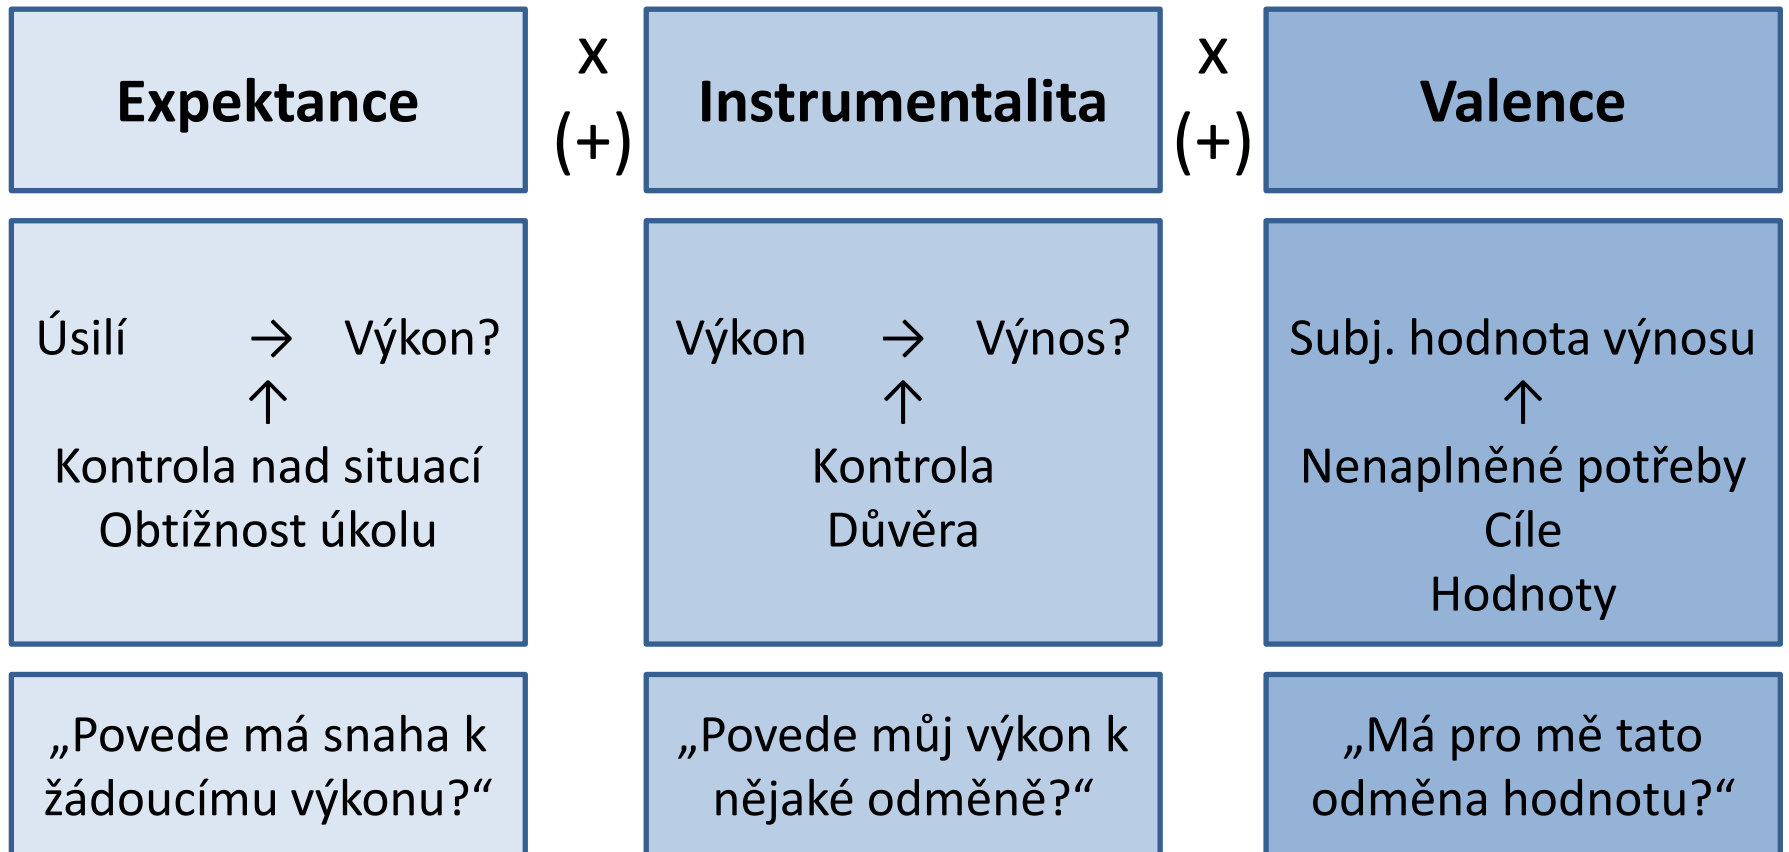 Expektance
x
(+)
Instrumentalita
x
(+)
Valence
Úsilí → Výkon?
↑
Kontrola nad situací
Obtížnost úkolu
Výkon → Výnos?
↑
Kontrola
Důvěra
Subj. hodnota výnosu
↑
Nenaplněné potřeby
Cíle
Hodnoty
„Povede má snaha k
žádoucímu výkonu?“
„Povede můj výkon k
nějaké odměně?“
„Má pro mě tato
odměna hodnotu?“